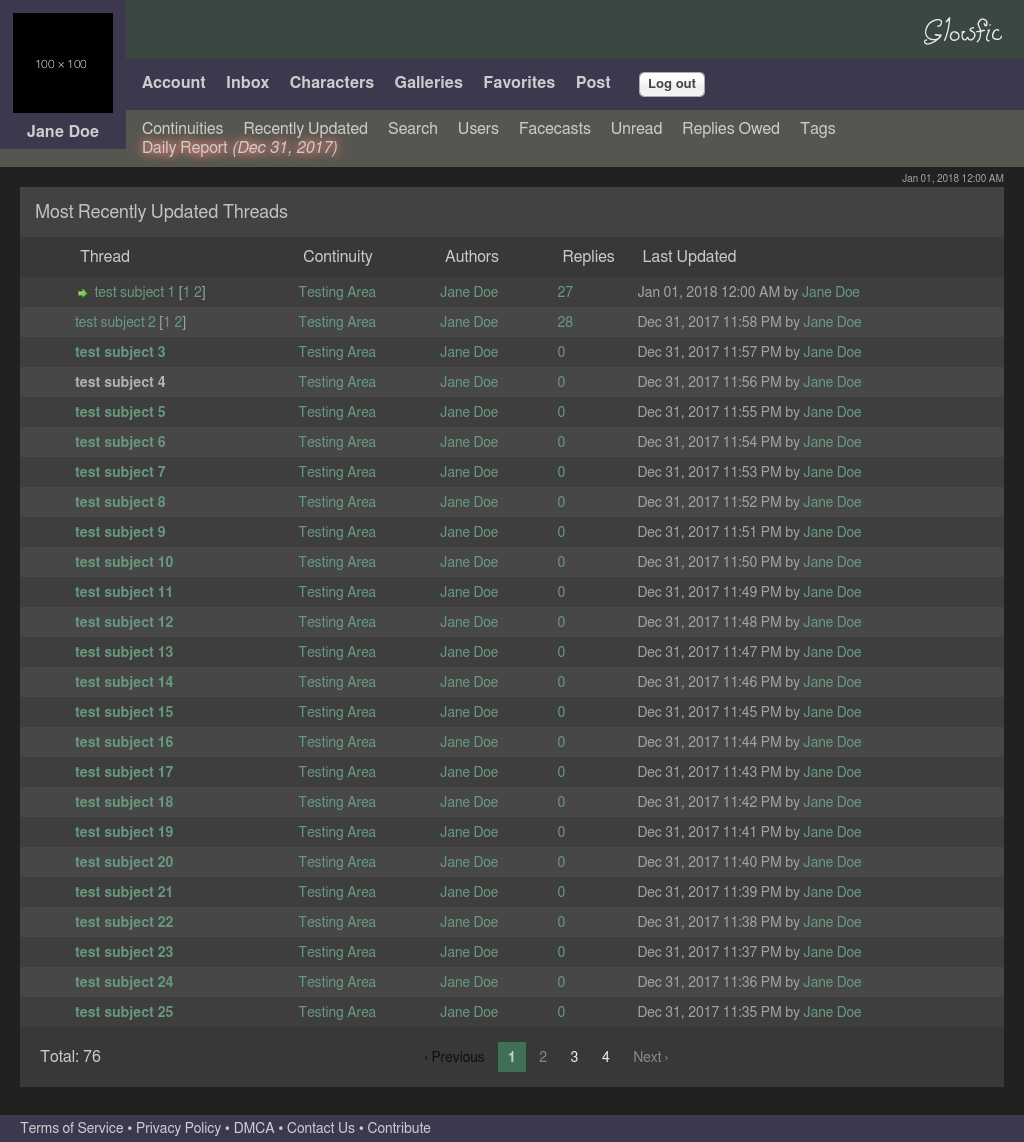 100 × 100
Glowfic
Jane Doe
Account Inbox Characters Galleries Favorites Post Log out
Continuities Recently Updated Search Users Facecasts Unread Replies Owed Tags
Daily Report (Dec 31, 2017)
Jan 01, 2018 12:00 AM
Most Recently Updated Threads
Thread Continuity Authors Replies Last Updated
test subject 1 [1 2] Testing Area Jane Doe 27 Jan 01, 2018 12:00 AM by Jane Doe
test subject 2 [1 2] Testing Area Jane Doe 28 Dec 31, 2017 11:58 PM by Jane Doe
test subject 3 Testing Area Jane Doe 0 Dec 31, 2017 11:57 PM by Jane Doe
test subject 4 Testing Area Jane Doe 0 Dec 31, 2017 11:56 PM by Jane Doe
test subject 5 Testing Area Jane Doe 0 Dec 31, 2017 11:55 PM by Jane Doe
test subject 6 Testing Area Jane Doe 0 Dec 31, 2017 11:54 PM by Jane Doe
test subject 7 Testing Area Jane Doe 0 Dec 31, 2017 11:53 PM by Jane Doe
test subject 8 Testing Area Jane Doe 0 Dec 31, 2017 11:52 PM by Jane Doe
test subject 9 Testing Area Jane Doe 0 Dec 31, 2017 11:51 PM by Jane Doe
test subject 10 Testing Area Jane Doe 0 Dec 31, 2017 11:50 PM by Jane Doe
test subject 11 Testing Area Jane Doe 0 Dec 31, 2017 11:49 PM by Jane Doe
test subject 12 Testing Area Jane Doe 0 Dec 31, 2017 11:48 PM by Jane Doe
test subject 13 Testing Area Jane Doe 0 Dec 31, 2017 11:47 PM by Jane Doe
test subject 14 Testing Area Jane Doe 0 Dec 31, 2017 11:46 PM by Jane Doe
test subject 15 Testing Area Jane Doe 0 Dec 31, 2017 11:45 PM by Jane Doe
test subject 16 Testing Area Jane Doe 0 Dec 31, 2017 11:44 PM by Jane Doe
test subject 17 Testing Area Jane Doe 0 Dec 31, 2017 11:43 PM by Jane Doe
test subject 18 Testing Area Jane Doe 0 Dec 31, 2017 11:42 PM by Jane Doe
test subject 19 Testing Area Jane Doe 0 Dec 31, 2017 11:41 PM by Jane Doe
test subject 20 Testing Area Jane Doe 0 Dec 31, 2017 11:40 PM by Jane Doe
test subject 21 Testing Area Jane Doe 0 Dec 31, 2017 11:39 PM by Jane Doe
test subject 22 Testing Area Jane Doe 0 Dec 31, 2017 11:38 PM by Jane Doe
test subject 23 Testing Area Jane Doe 0 Dec 31, 2017 11:37 PM by Jane Doe
test subject 24 Testing Area Jane Doe 0 Dec 31, 2017 11:36 PM by Jane Doe
test subject 25 Testing Area Jane Doe 0 Dec 31, 2017 11:35 PM by Jane Doe
Total: 76 ‹ Previous 1 2 3 4 Next ›
Terms of Service • Privacy Policy • DMCA • Contact Us • Contribute